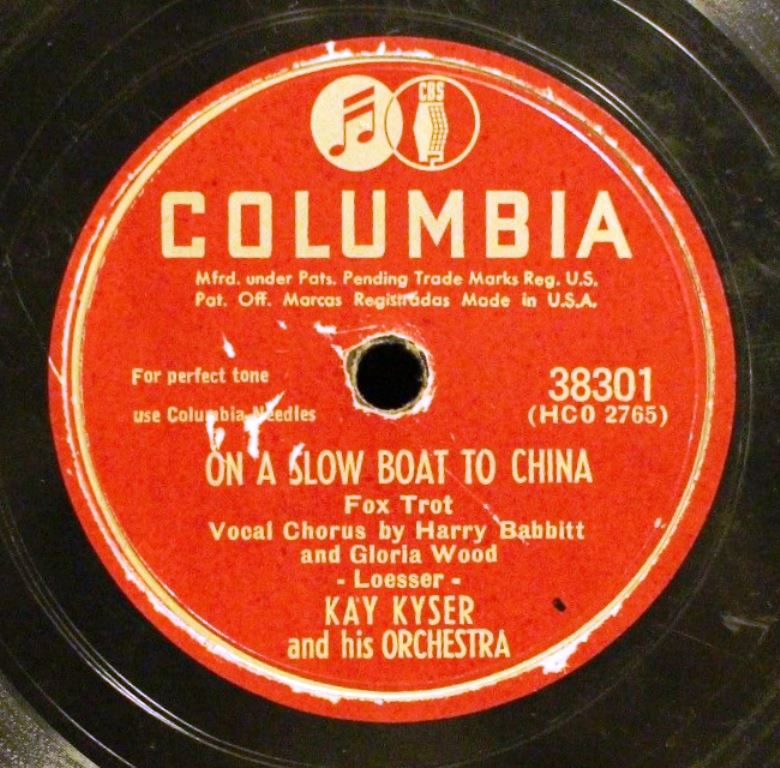 CBS
COLUMBIA
Mfrd. under Pats. Pending Trade Marks Reg. U.S.
Pat. Off. Marcas Registradas Made in U.S.A.
For perfect tone
use Columbia Needles
38301
(HCO 2765)
ON A SLOW BOAT TO CHINA
Fox Trot
Vocal Chorus by Harry Babbitt
and Gloria Wood
- Loesser -
KAY KYSER
and his ORCHESTRA